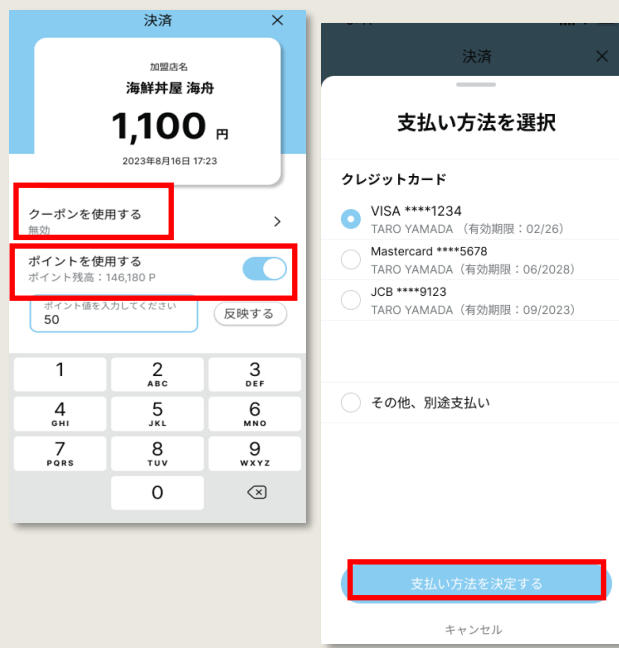 決済
加盟店名
海鮮丼屋 海舟
1,100 円
2023年8月16日 17:23
クーポンを使用する
無効
ポイントを使用する
ポイント残高：146,180 P
ポイント値を入力してください
50
反映する
1
2
ABC
3
DEF
4
GHI
5
JKL
6
MNO
7
PQRS
8
TUV
9
WXYZ
0
決済
支払い方法を選択
クレジットカード
VISA ****1234
TARO YAMADA （有効期限：02/26）
Mastercard ****5678
TARO YAMADA（有効期限：06/2028）
JCB ****9123
TARO YAMADA（有効期限：09/2023）
その他、別途支払い
支払い方法を決定する
キャンセル